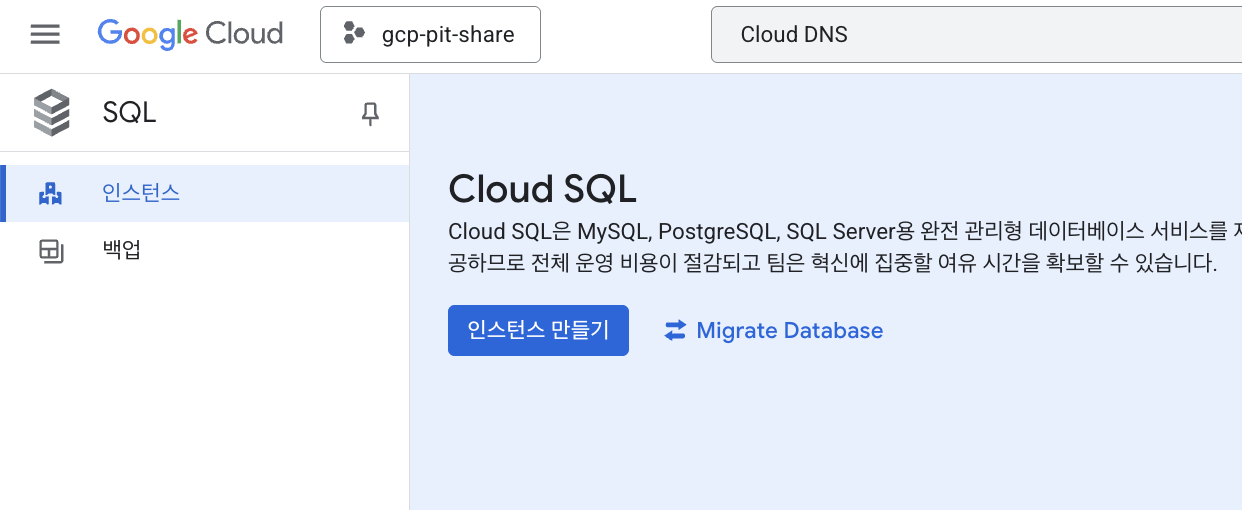 Google Cloud
gcp-pit-share
Cloud DNS
SQL
인스턴스
백업
Cloud SQL
Cloud SQL은 MySQL, PostgreSQL, SQL Server용 완전 관리형 데이터베이스 서비스를
공하므로 전체 운영 비용이 절감되고 팀은 혁신에 집중할 여유 시간을 확보할 수 있습니다.
인스턴스 만들기
Migrate Database